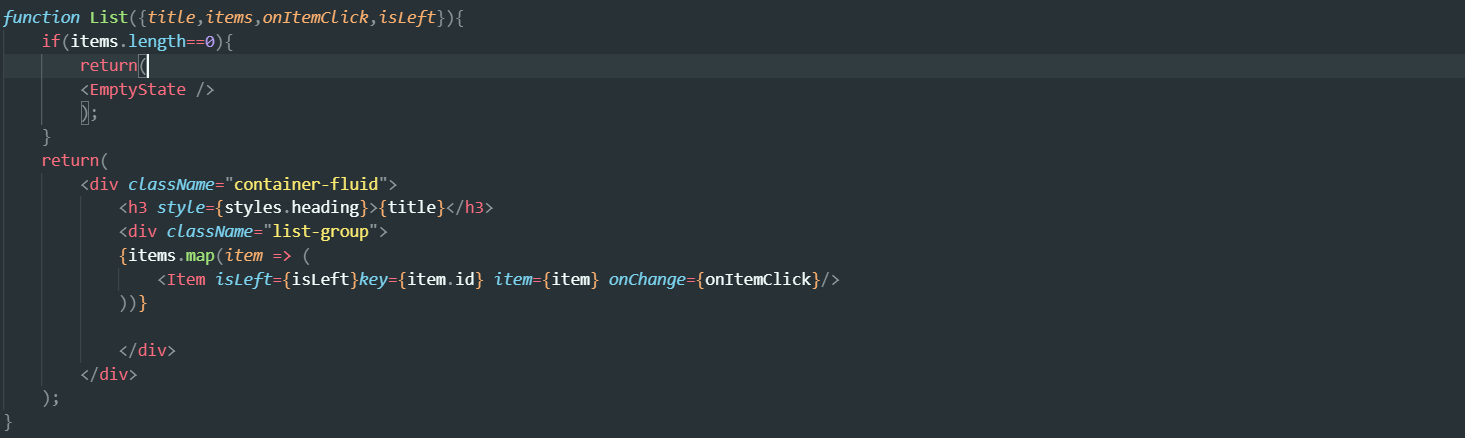 function List({title,items,onItemClick,isLeft}){
    if(items.length==0){
        return(
        <EmptyState />
        );
    }
    return(
        <div className="container-fluid">
            <h3 style={styles.heading}>{title}</h3>
            <div className="list-group">
            {items.map(item => (
                <Item isLeft={isLeft}key={item.id} item={item} onChange={onItemClick}/>
            ))}

            </div>
        </div>
    );
}